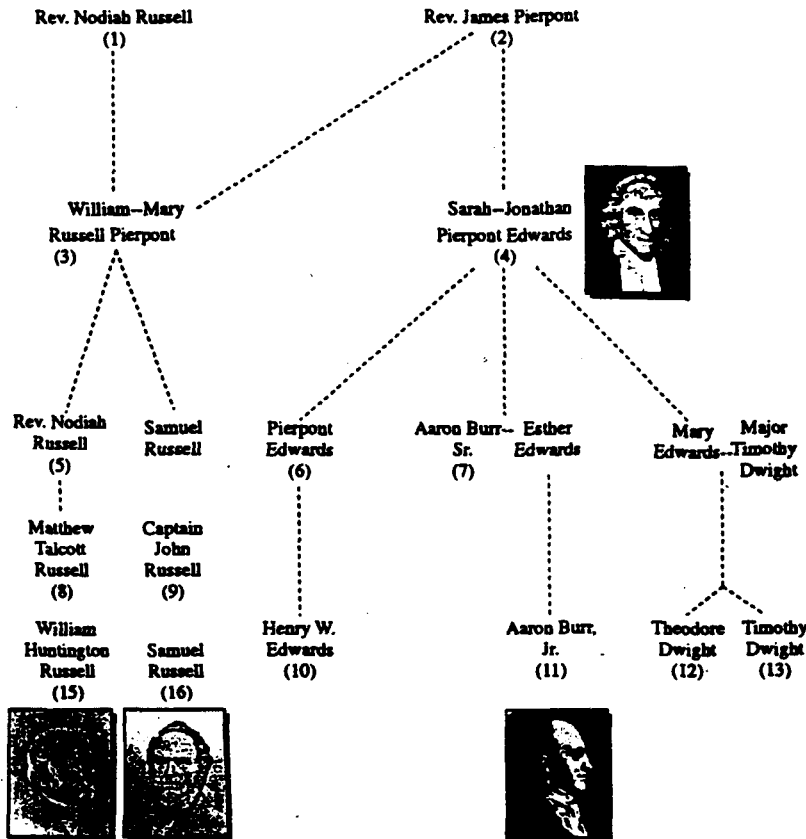 Rev. Nodiah Russell
(1)
Rev. James Pierpont
(2)
William--Mary
Russell Pierpont
(3)
Sarah--Jonathan
Pierpont Edwards
(4)
Rev. Nodiah
Russell
(5)
Samuel
Russell
Pierpont
Edwards
(6)
Aaron Burr-- Esther
Sr. Edwards
(7)
Mary
Edwards--
Major
Timothy
Dwight
Matthew
Talcott
Russell
(8)
Captain
John
Russell
(9)
William
Huntington
Russell
(15)
Samuel
Russell
(16)
Henry W.
Edwards
(10)
Aaron Burr,
Jr.
(11)
Theodore
Dwight
(12)
Timothy
Dwight
(13)